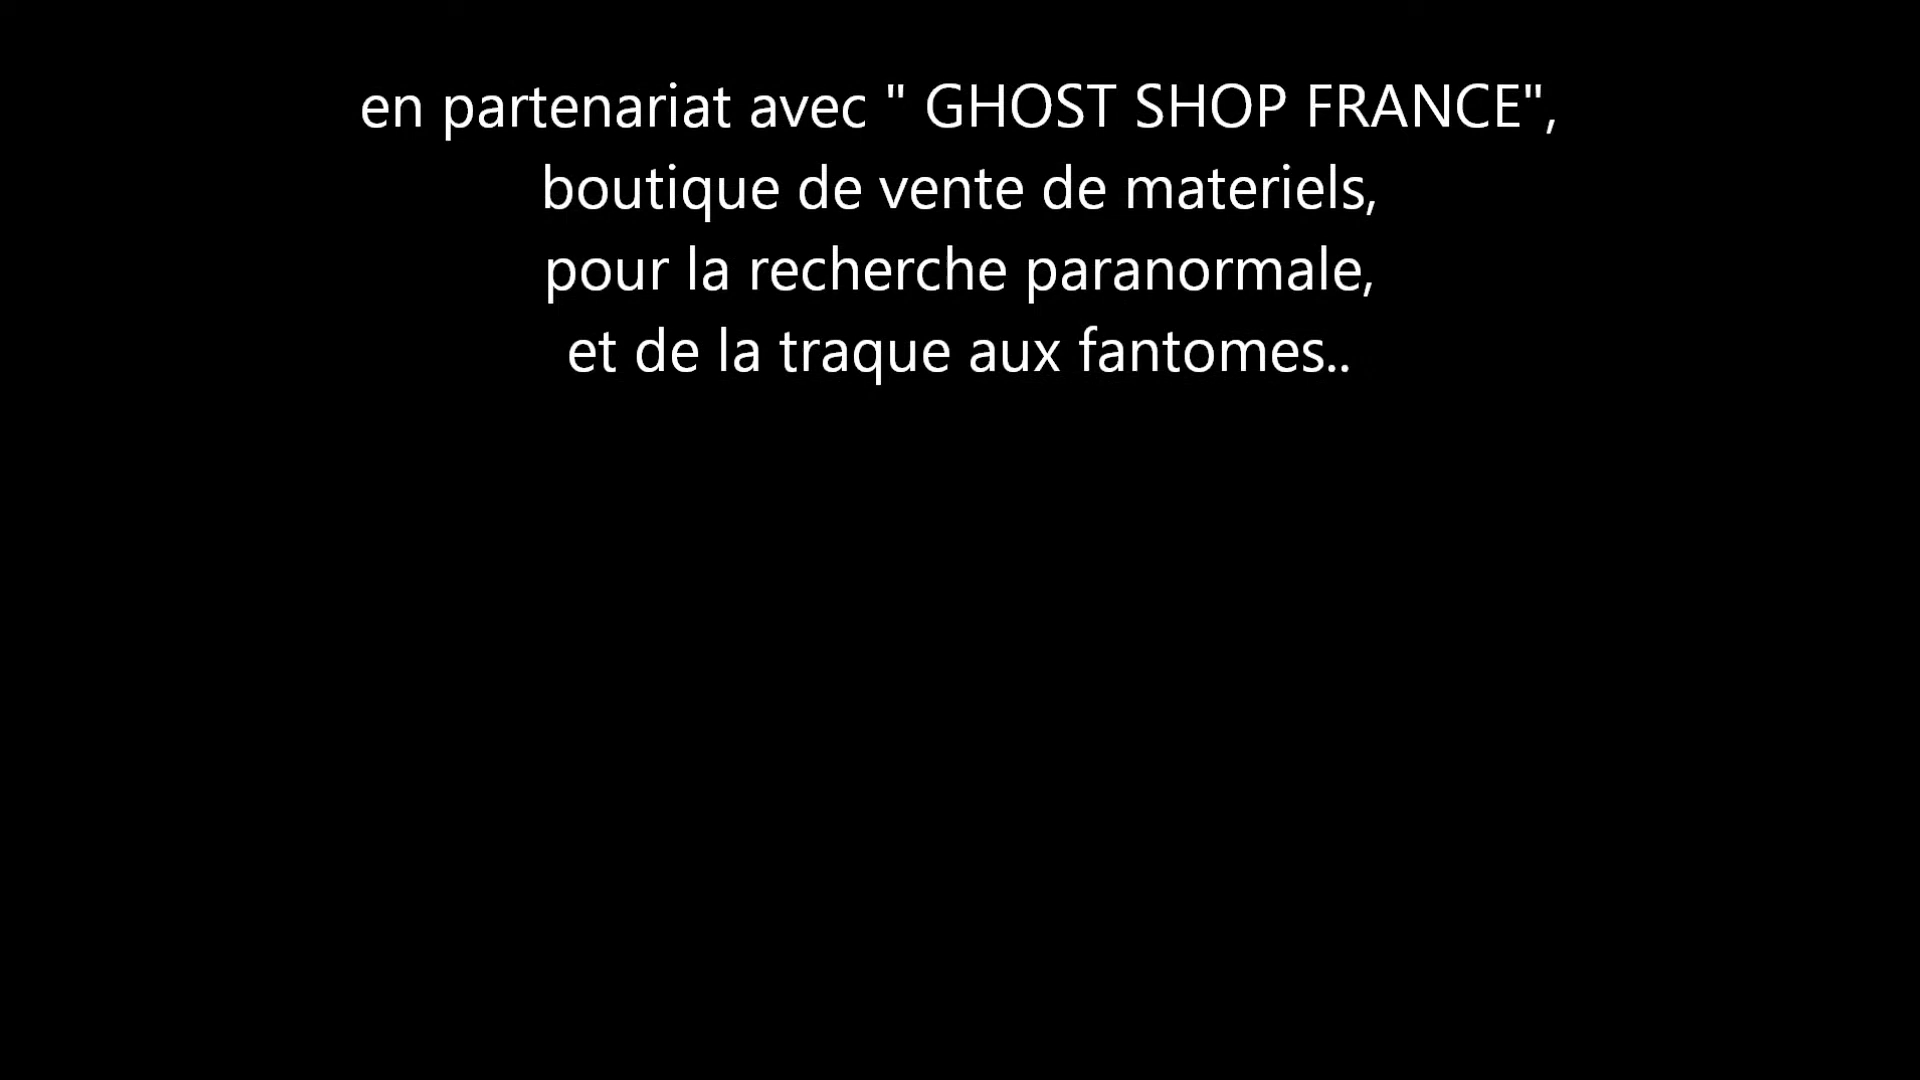 en partenariat avec " GHOST SHOP FRANCE",
boutique de vente de materiels,
pour la recherche paranormale,
et de la traque aux fantomes..